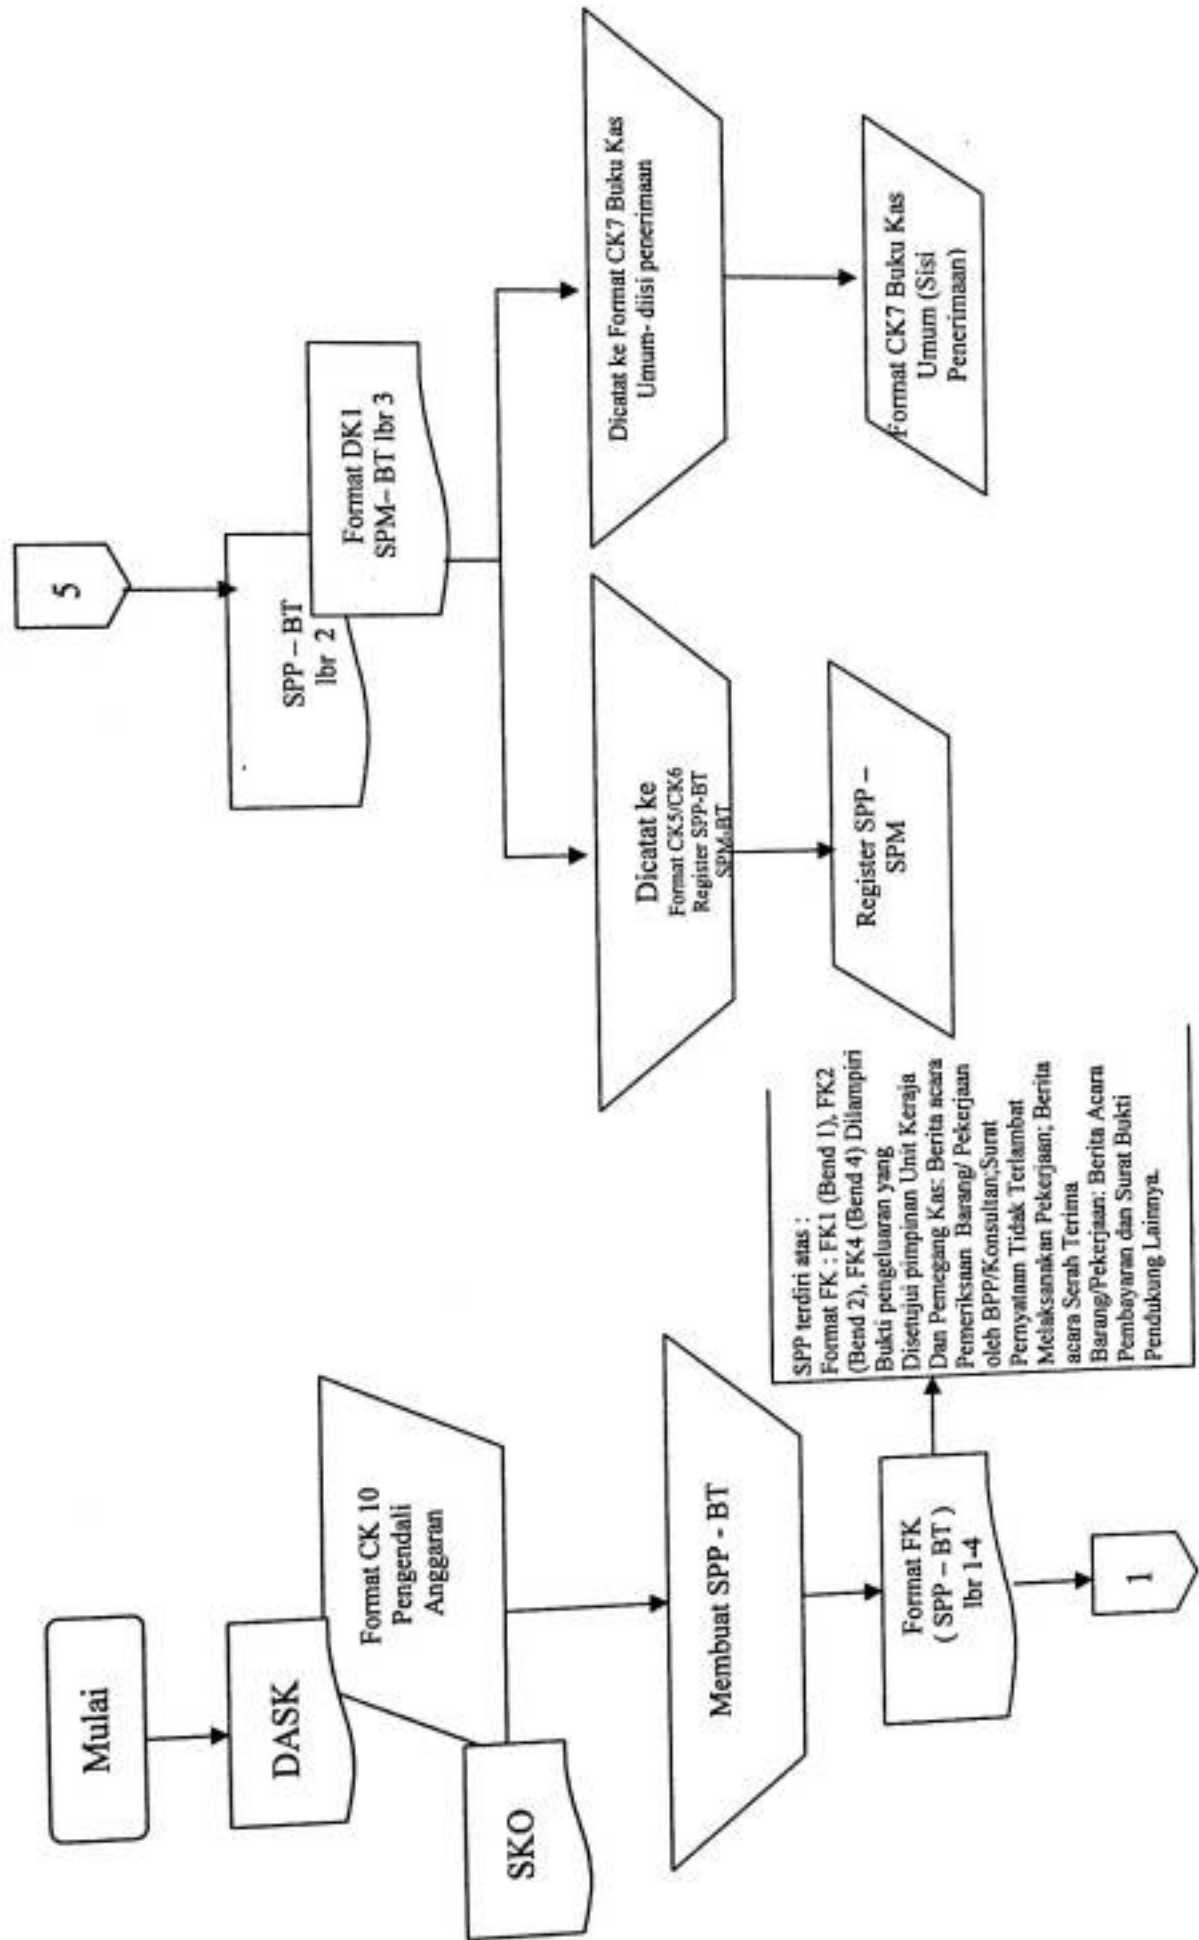 Mulai
DASK
Format CK 10
Pengendali
Anggaran
SKO
Membuat SPP - BT
Format FK
( SPP – BT )
lbr 1-4
1
SPP terdiri atas :
Format FK : FK1 (Bend 1), FK2
(Bend 2), FK4 (Bend 4) Dilampiri
Bukti pengeluaran yang
Disetujui pimpinan Unit Keraja
Dan Pemegang Kas: Berita acara
Pemeriksaan Barang/ Pekerjaan
oleh BPP/Konsultan;Surat
Pernyataan Tidak Terlambat
Melaksanakan Pekerjaan; Berita
acara Serah Terima
Barang/Pekerjaan: Berita Acara
Pembayaran dan Surat Bukti
Pendukung Lainnya.
5
SPP – BT
lbr 2
Format DK1
SPM– BT lbr 3
Dicatat ke
Format CK5/CK6
Register SPP-BT
SPM-BT
Register SPP –
SPM
Dicatat ke Format CK7 Buku Kas
Umum- diisi penerimaan
Format CK7 Buku Kas
Umum (Sisi
Penerimaan)